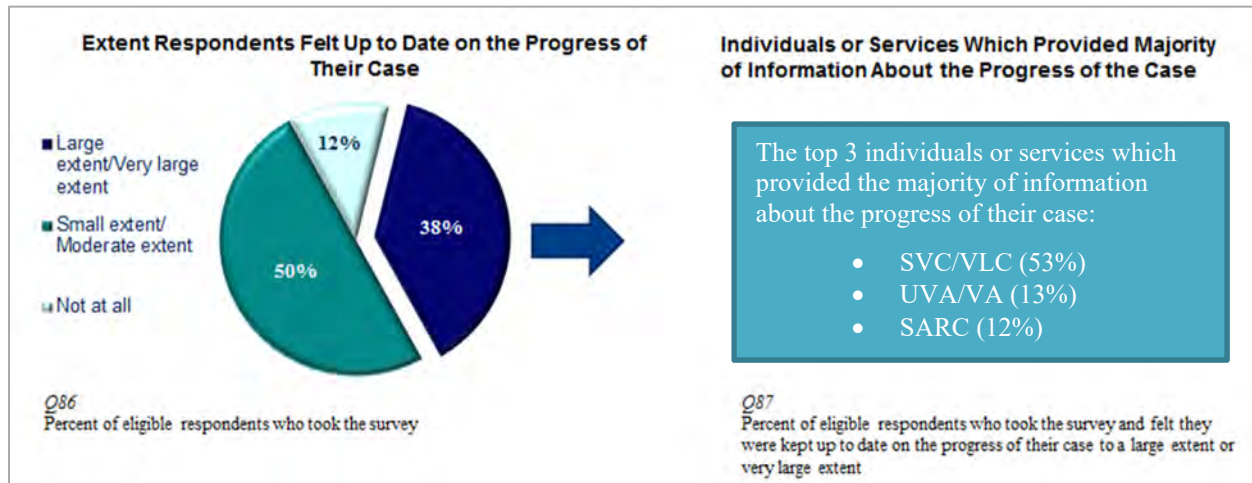 Extent Respondents Felt Up to Date on the Progress of
Their Case
Large
extent/Very large
extent
Small extent/
Moderate extent
Not at all
12%
38%
50%
Q86
Percent of eligible respondents who took the survey
Individuals or Services Which Provided Majority
of Information About the Progress of the Case
The top 3 individuals or services which
provided the majority of information
about the progress of their case:
• SVC/VLC (53%)
• UVA/VA (13%)
• SARC (12%)
Q87
Percent of eligible respondents who took the survey and felt they
were kept up to date on the progress of their case to a large extent or
very large extent